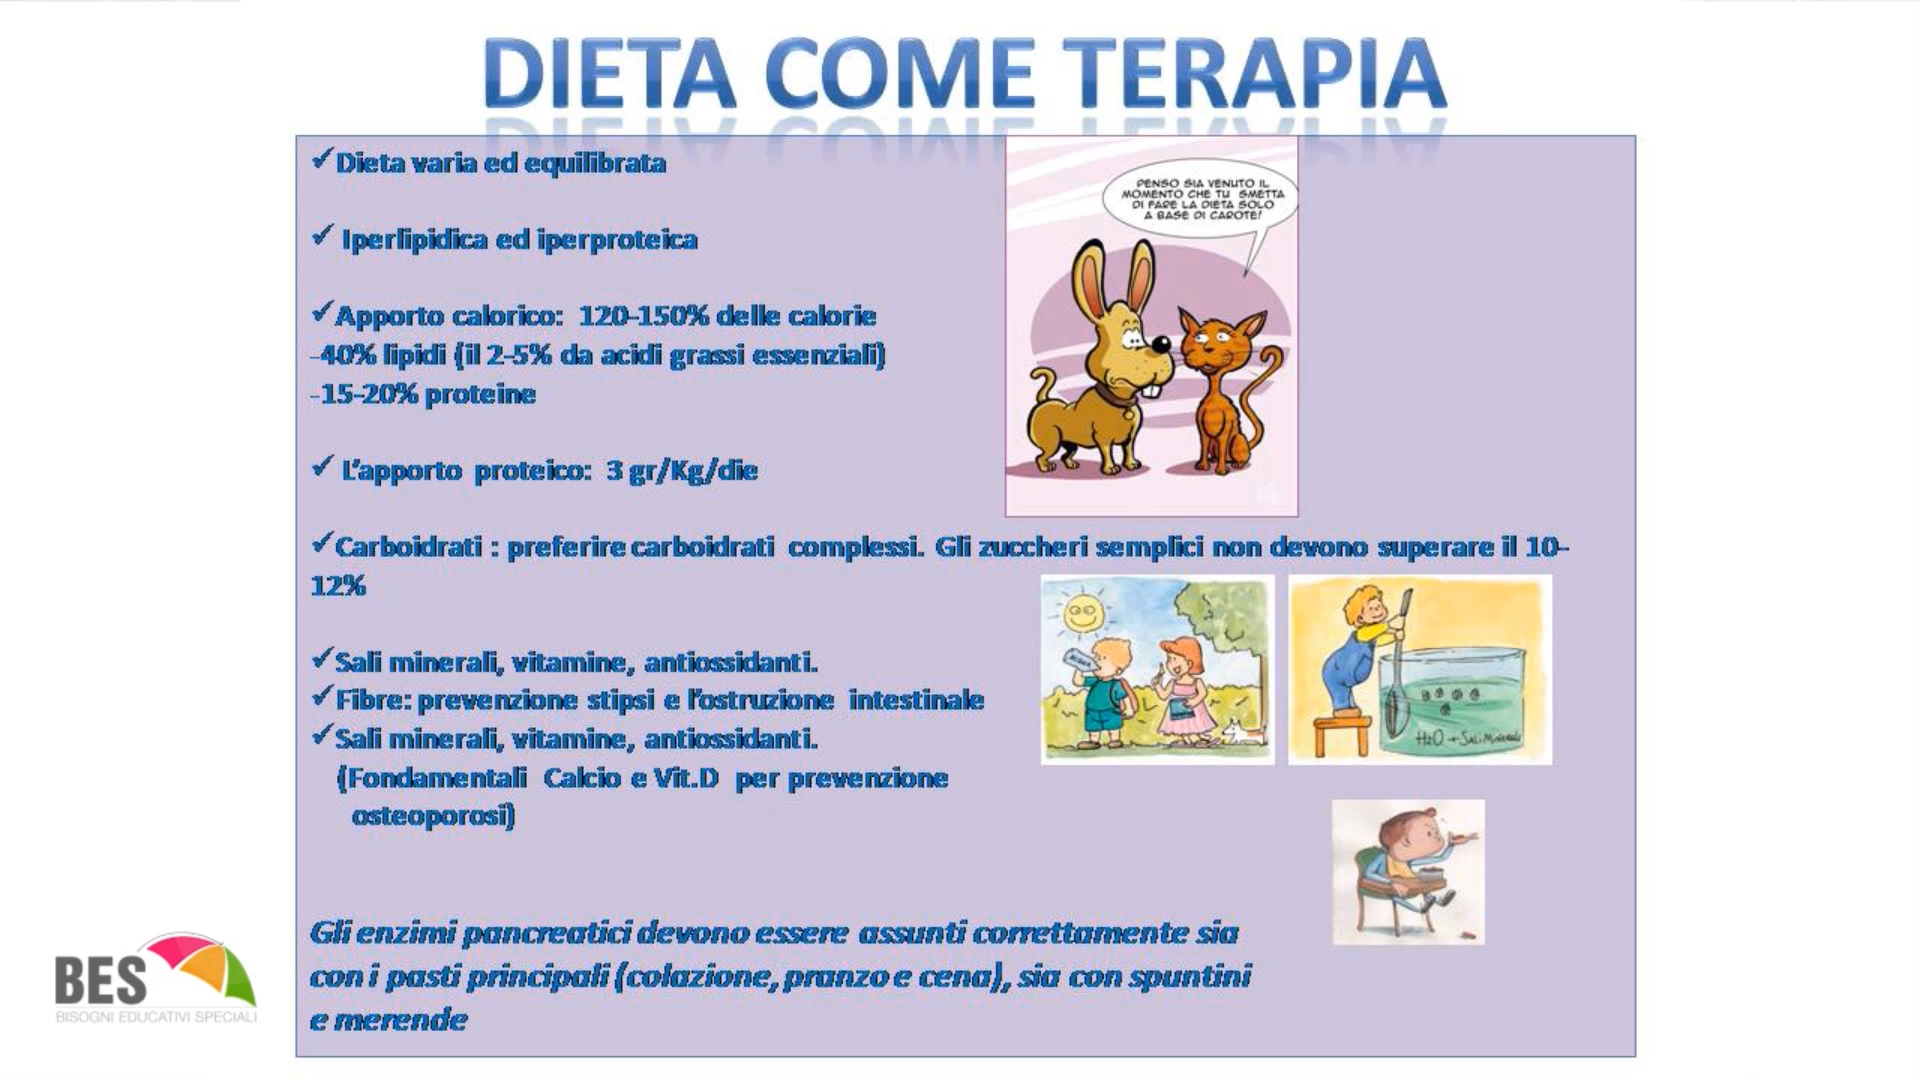 DIETA COME TERAPIA
✓Dieta varia ed equilibrata
✓ Iperlipidica ed iperproteica
✓Apporto calorico: 120-150% delle calorie
-40% lipidi (il 2-5% da acidi grassi essenziali)
-15-20% proteine
✓ L'apporto proteico: 3 gr/Kg/die
✓Carboidrati : preferire carboidrati complessi. Gli zuccheri semplici non devono superare il 10-
12%
✓Sali minerali, vitamine, antiossidanti.
✓Fibre: prevenzione stipsi e l'ostruzione intestinale
✓Sali minerali, vitamine, antiossidanti.
(Fondamentali Calcio e Vit.D per prevenzione
osteoporosi)
Gli enzimi pancreatici devono essere assunti correttamente sia
con i pasti principali (colazione, pranzo e cena), sia con spuntini
e merende
PENSO SIA VENUTO IL
MOMENTO CHE TU SMETTA
DI FARE LA DIETA SOLO
A BASE DI CAROTE!
ACQUA
H2O + SALI MINERALI
BES
BISOGNI EDUCATIVI SPECIALI